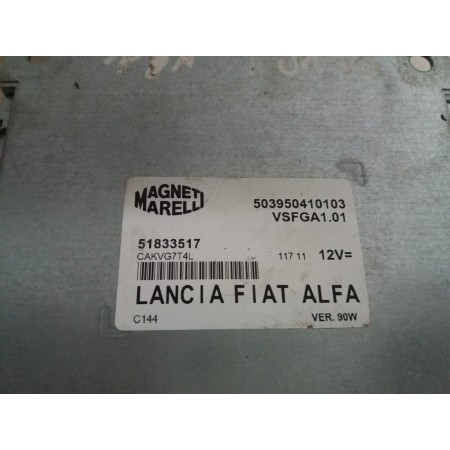 MAGNETI
MARELLI
503950410103
VSFGA1.01
51833517
CAKVG7T4L
117 11 12V=
LANCIA FIAT ALFA
C144 VER. 90W